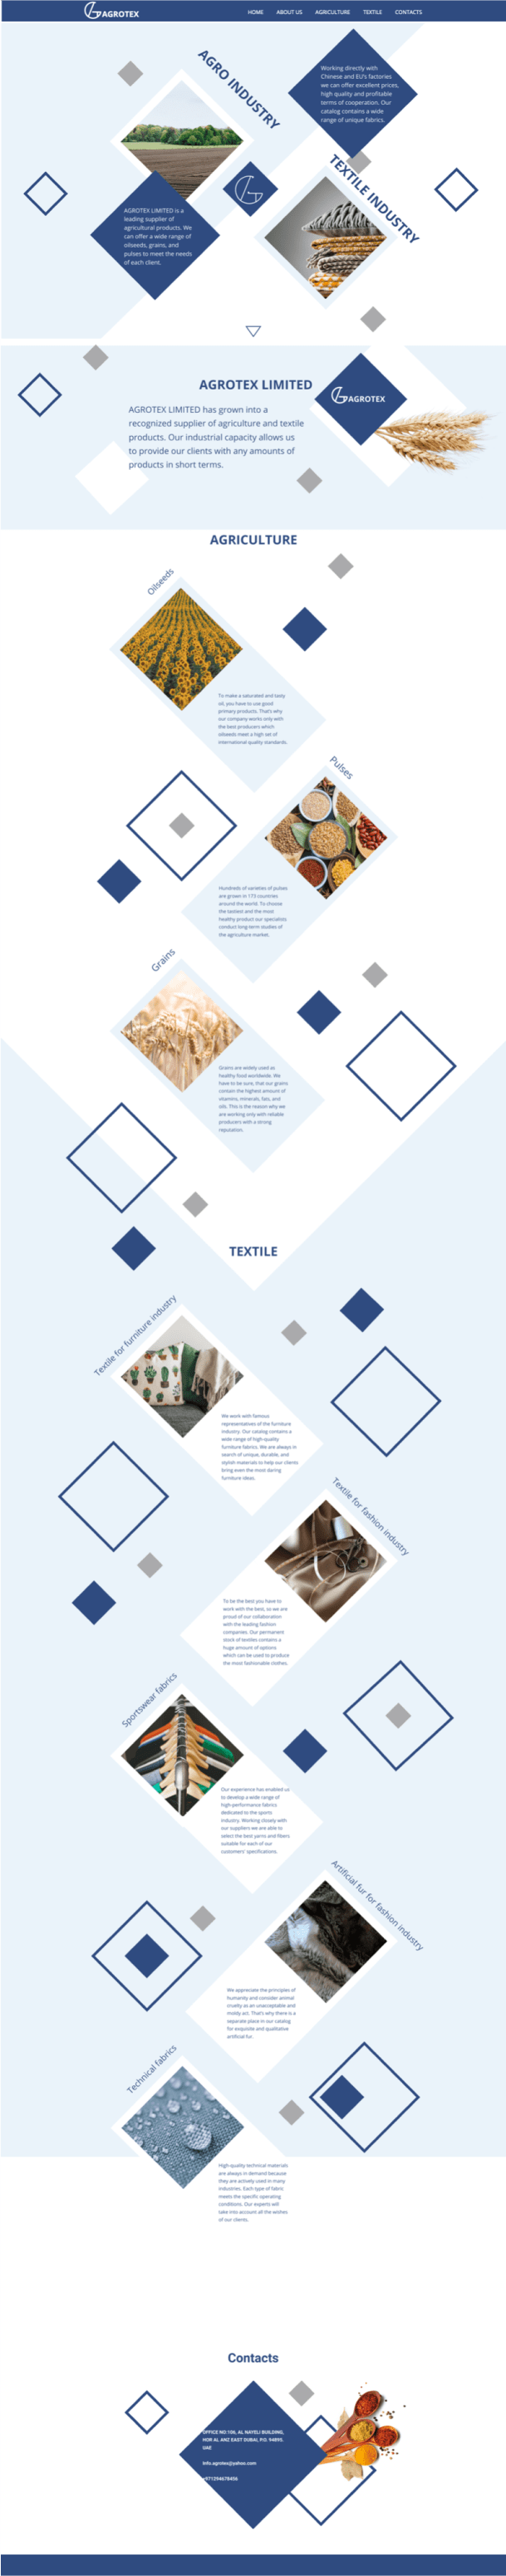 AGROTEX
HOME ABOUT US AGRICULTURE TEXTILE CONTACTS
AGRO INDUSTRY
Working directly with
Chinese and EU's factories
we can offer excellent prices,
high quality and profitable
terms of cooperation. Our
catalog contains a wide
range of unique fabrics.
TEXTILE INDUSTRY
AGROTEX LIMITED is a
leading supplier of
agricultural products. We
can offer a wide range of
oilseeds, grains, and
pulses to meet the needs
of each client.
AGROTEX LIMITED
AGROTEX
AGROTEX LIMITED has grown into a
recognized supplier of agriculture and textile
products. Our industrial capacity allows us
to provide our clients with any amounts of
products in short terms.
AGRICULTURE
Oilseeds
To make a saturated and tasty
oil, you have to use good
primary products. That's why
our company works only with
the best producers which
oilseeds meet a high set of
international quality standards.
Pulses
Hundreds of varieties of pulses
are grown in 173 countries
around the world. To choose
the tastiest and the most
healthy product our specialists
conduct long-term studies of
the agriculture market.
Grains
Grains are widely used as
healthy food worldwide. We
have to be sure, that our grains
contain the highest amount of
vitamins, minerals, fats, and
oils. This is the reason why we
are working only with reliable
producers with a strong
reputation.
TEXTILE
Textile for furniture industry
We work with famous
representatives of the furniture
industry. Our catalog contains a
wide range of high-quality
furniture fabrics. We are always in
search of unique, durable, and
stylish materials to help our clients
bring even the most daring
furniture ideas.
Textile for fashion industry
To be the best you have to
work with the best, so we are
proud of our collaboration
with the leading fashion
companies. Our permanent
stock of textiles contains a
huge amount of options
which can be used to produce
the most fashionable clothes.
Sportswear fabrics
Our experience has enabled us
to develop a wide range of
high-performance fabrics
dedicated to the sports
industry. Working closely with
our suppliers we are able to
select the best yarns and fibers
suitable for each of our
customers' specifications
Artificial fur for fashion industry
We appreciate the principles of
humanity and consider animal
cruelty as an unacceptable and
moldy act. That's why there is a
separate place in our catalog
for exquisite and qualitative
artificial fur.
Technical fabrics
High-quality technical materials
are always in demand because
they are actively used in many
industries. Each type of fabric
meets the specific operating
conditions. Our experts will
take into account all the wishes
of our clients.
Contacts
OFFICE NO 106, AL NAYELI BUILDING,
HOR AL ANZ EAST DUBAI, P.O. 94895.
UAE
info.agrotex@yahoo.com
+971294678456